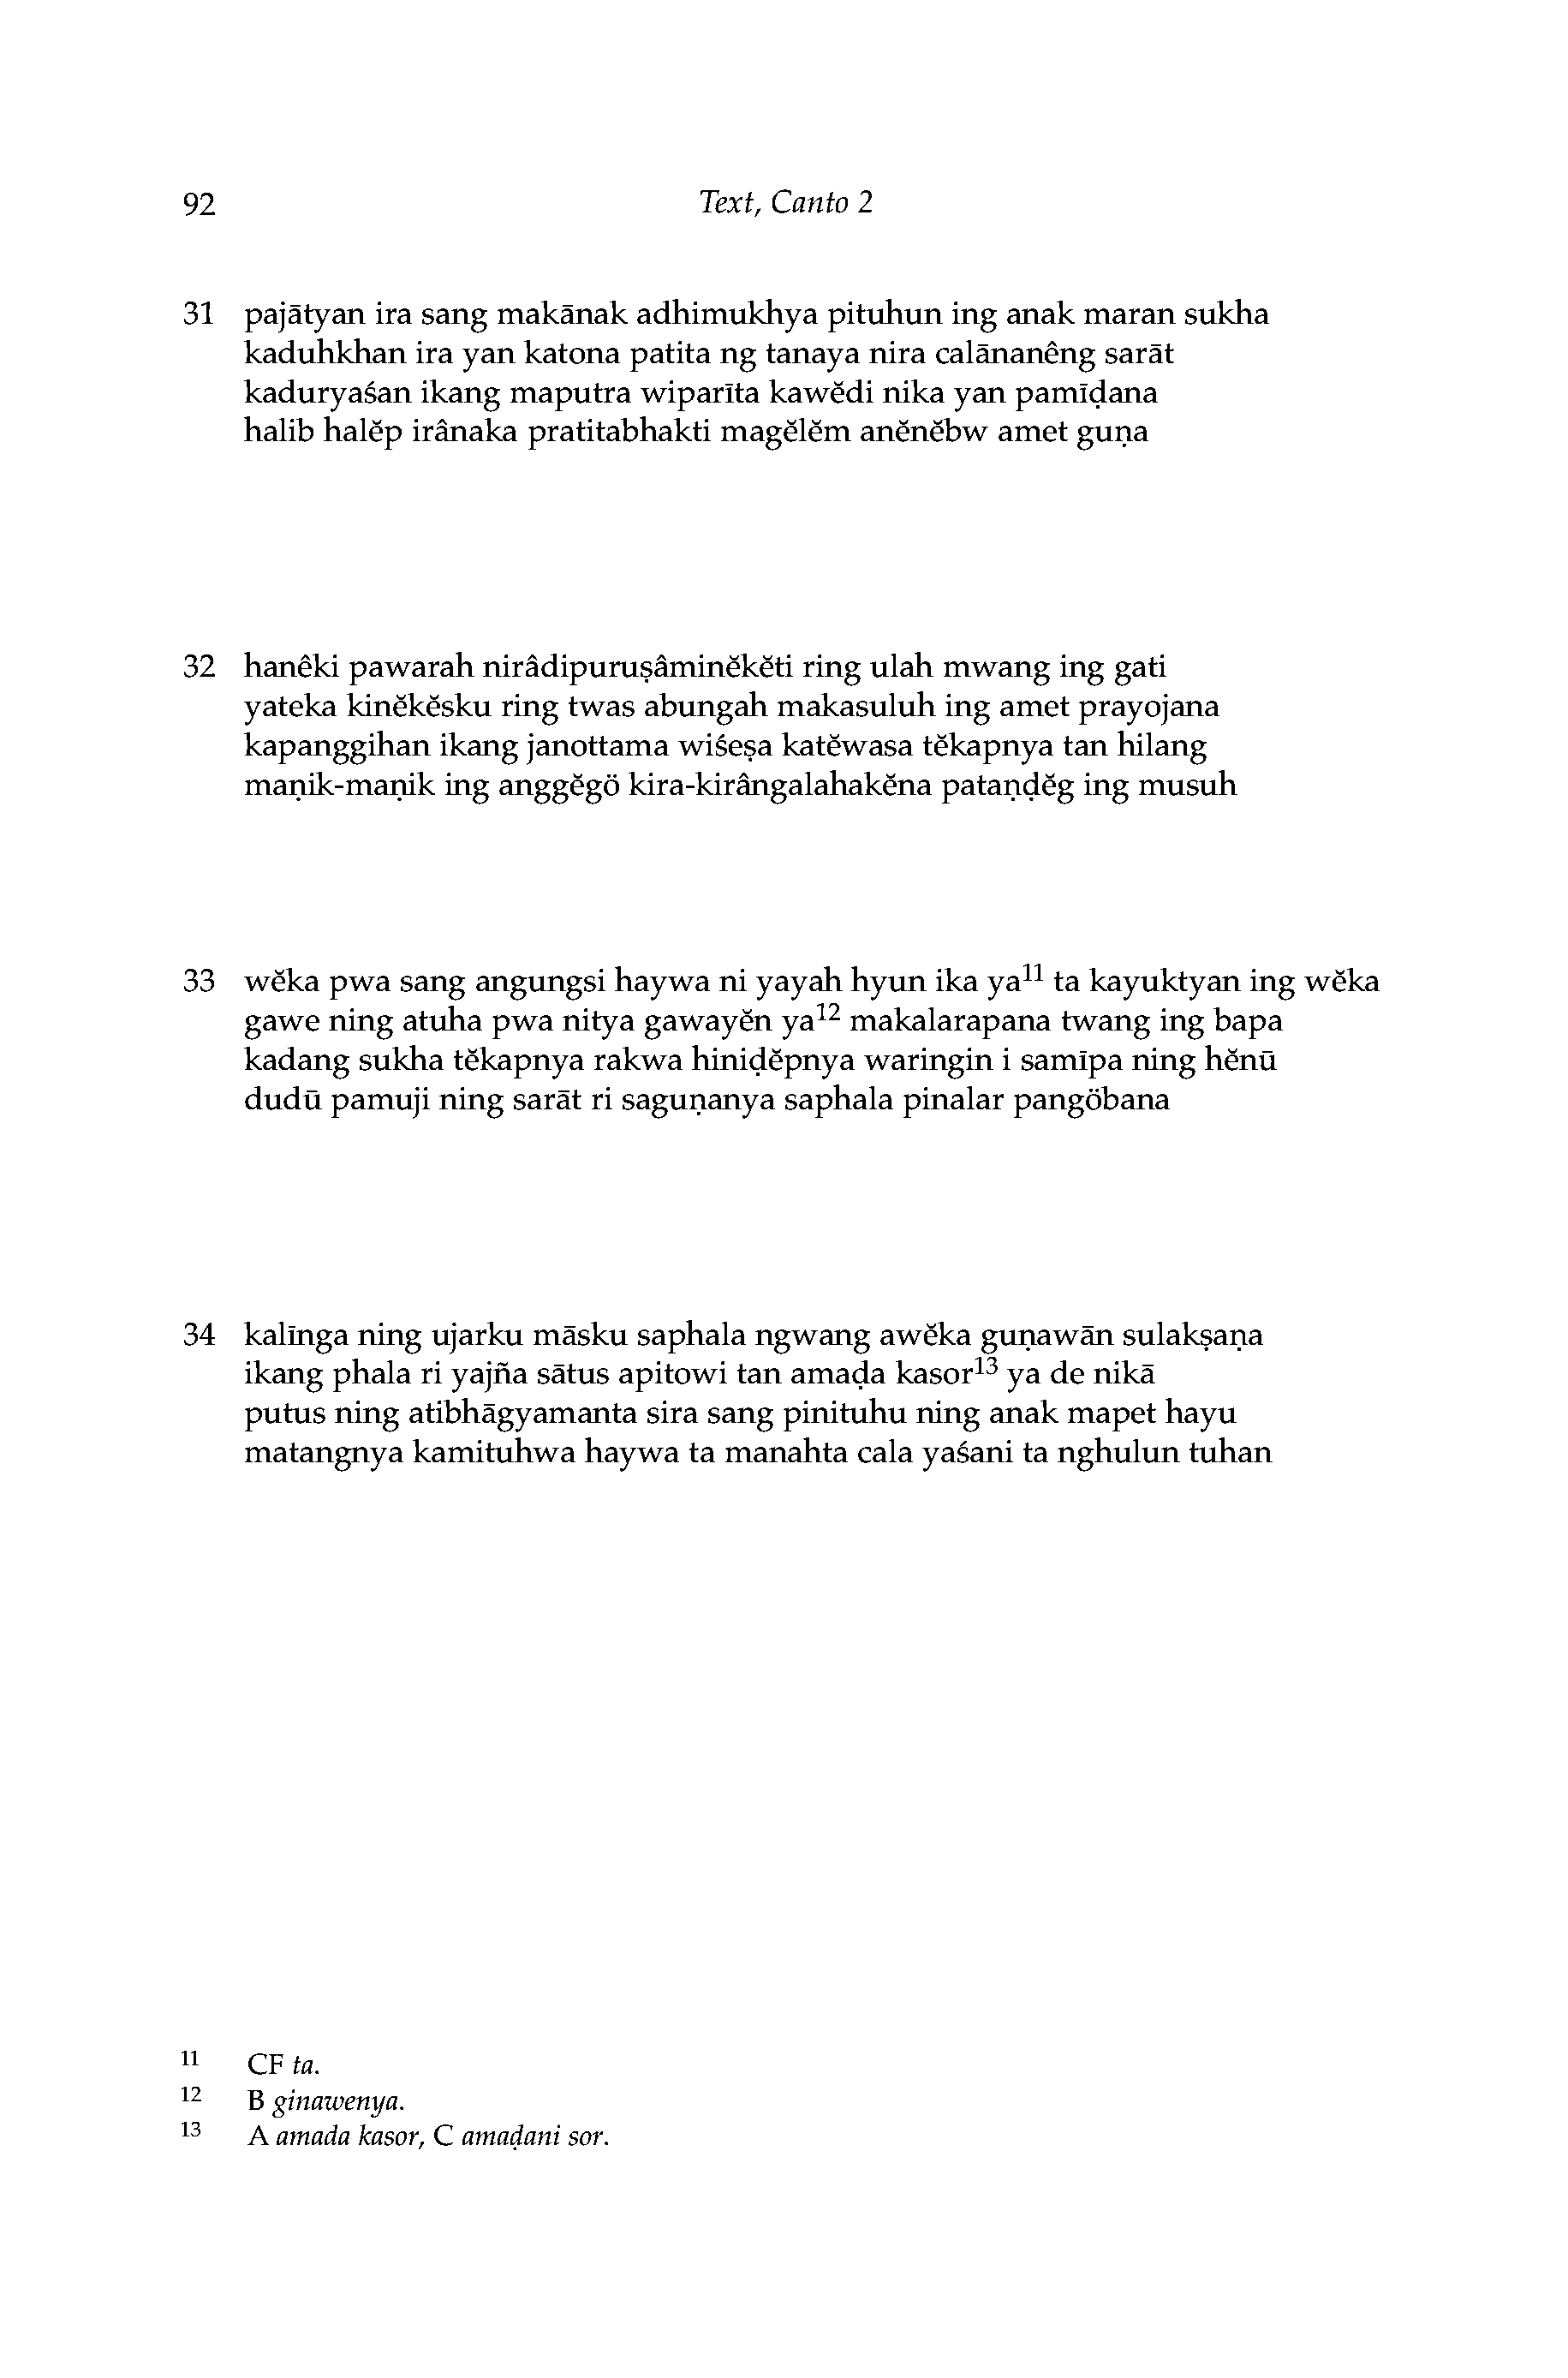 92 Text, Canto 2
31 pajātyan ira sang makānak adhimukhya pituhun ing anak maran sukha
kaduhkhan ira yan katona patita ng tanaya nira calānanêng sarāt
kaduryaśan ikang maputra wiparīta kawĕdi nika yan pamīḍana
halib halĕp irânaka pratitabhakti magĕlĕm anĕnĕbw amet guṇa
32 hanêki pawarah nirâdipuruṣâminĕkĕti ring ulah mwang ing gati
yateka kinĕkĕsku ring twas abungah makasuluh ing amet prayojana
kapanggihan ikang janottama wiśeṣa katĕwasa tĕkapnya tan hilang
maṇik-maṇik ing anggĕgö kira-kirângalahakĕna pataṇḍĕg ing musuh
33 wĕka pwa sang angungsi haywa ni yayah hyun ika ya¹¹ ta kayuktyan ing wĕka
gawe ning atuha pwa nitya gawayĕn ya¹² makalarapana twang ing bapa
kadang sukha tĕkapnya rakwa hiniḍĕpnya waringin i samīpa ning hĕnū
dudū pamuji ning sarāt ri saguṇanya saphala pinalar pangöbana
34 kalīnga ning ujarku māsku saphala ngwang awĕka guṇawān sulakṣaṇa
ikang phala ri yajña sātus apitowi tan amaḍa kasor¹³ ya de nikā
putus ning atibhāgyamanta sira sang pinituhu ning anak mapet hayu
matangnya kamituhwa haywa ta manahta cala yaśani ta nghulun tuhan
¹¹ CF ta.
¹² B ginawenya.
¹³ A amada kasor, C amaḍani sor.